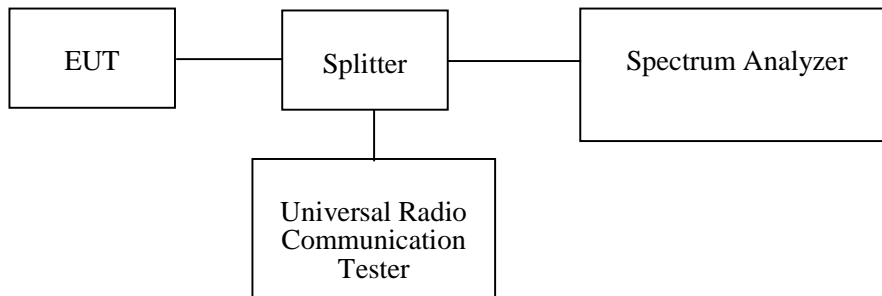 EUT
Splitter
Spectrum Analyzer
Universal Radio
Communication
Tester